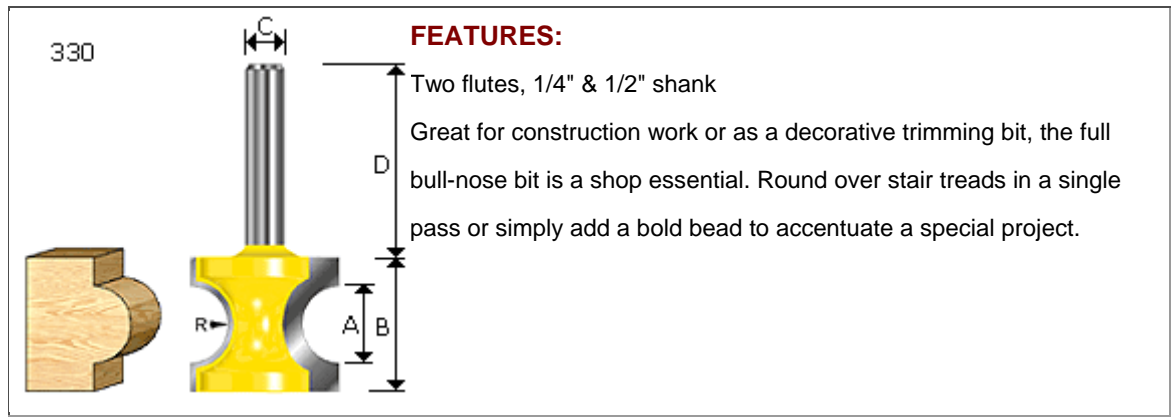 330
C
D
R
A
B
FEATURES:
Two flutes, 1/4" & 1/2" shank
Great for construction work or as a decorative trimming bit, the full
bull-nose bit is a shop essential. Round over stair treads in a single
pass or simply add a bold bead to accentuate a special project.